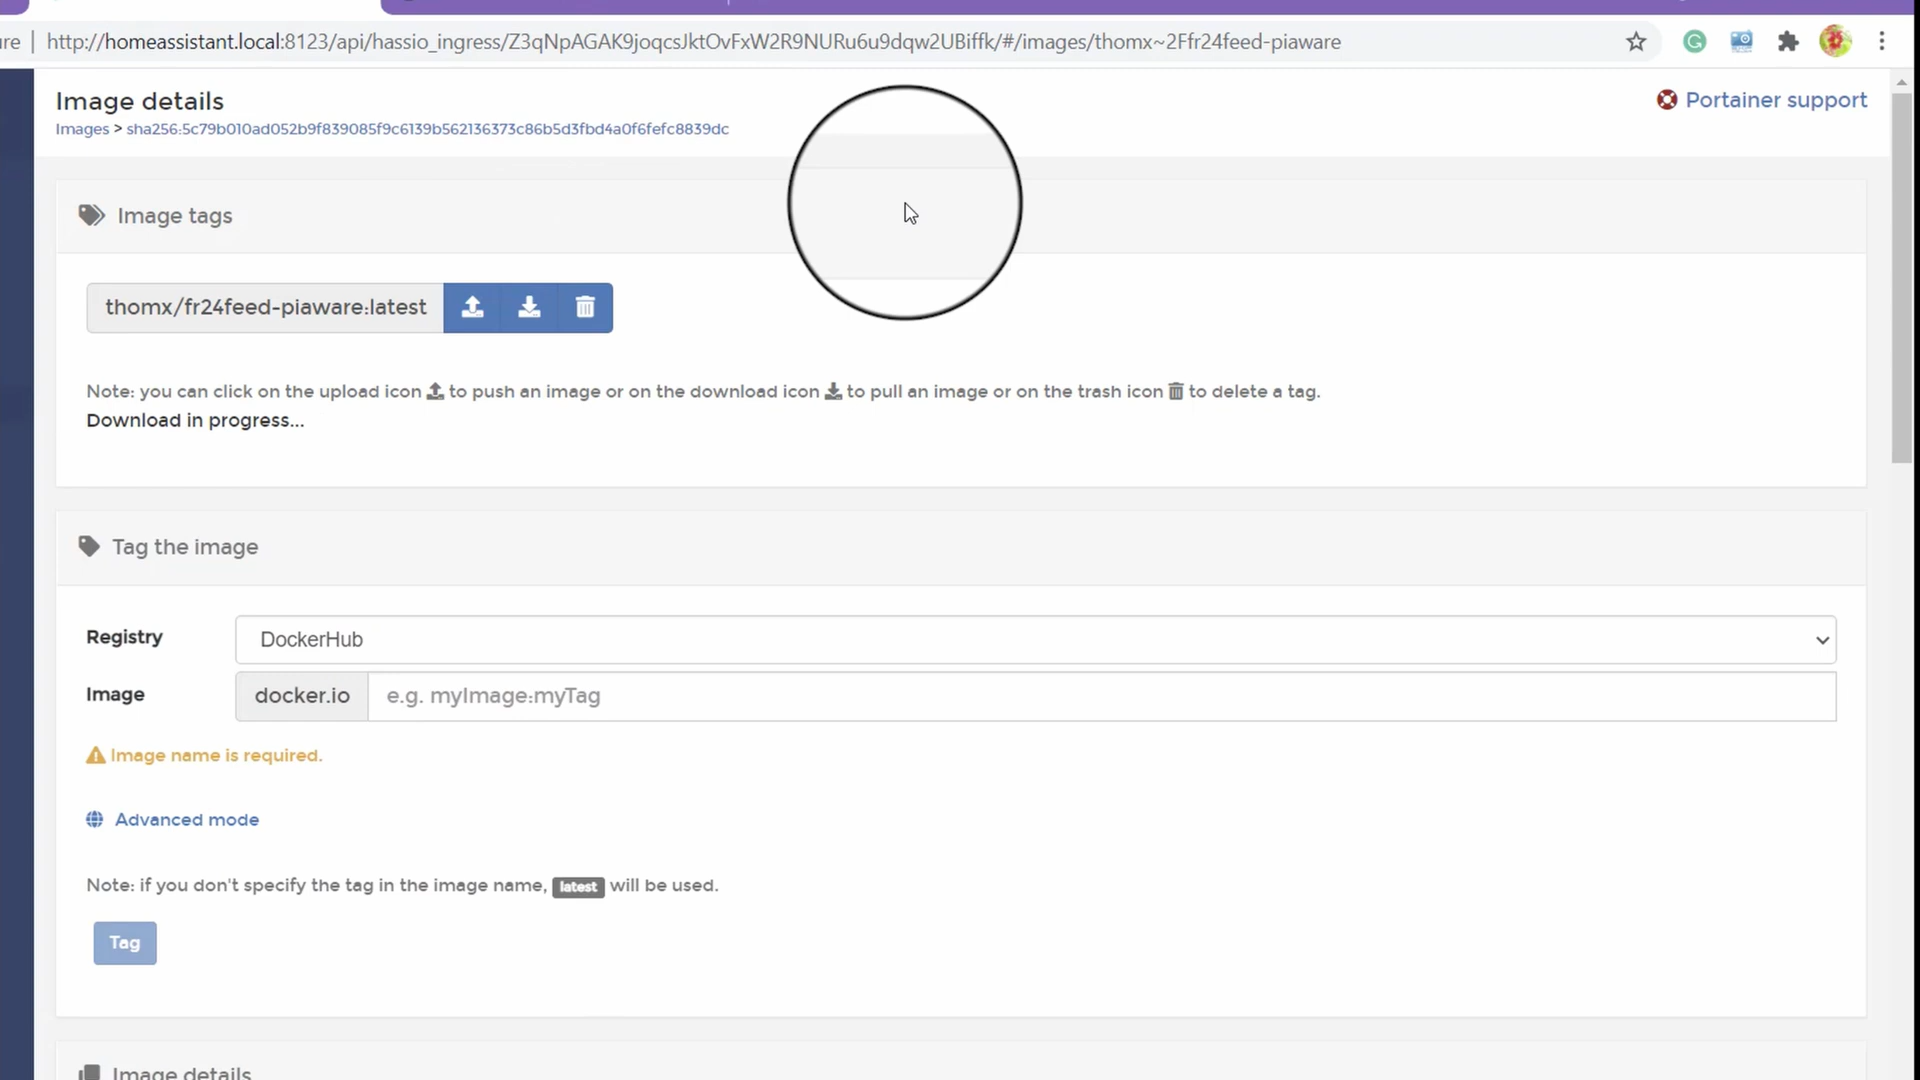 re | http://homeassistant.local:8123/api/hassio_ingress/Z3qNpAGAK9joqcsJktOvFxW2R9NURu6u9dqw2UBiffk/#/images/thomx~2Ffr24feed-piaware
Image details
Portainer support
Images > sha256:5c79b010ad052b9f839085f9c6139b562136373c86b5d3fbd4a0f6fefc8839dc
Image tags
thomx/fr24feed-piaware:latest
Note: you can click on the upload icon to push an image or on the download icon to pull an image or on the trash icon to delete a tag.
Download in progress...
Tag the image
Registry
DockerHub
Image
docker.io
e.g. myImage:myTag
Image name is required.
Advanced mode
Note: if you don't specify the tag in the image name, latest will be used.
Tag
Image details